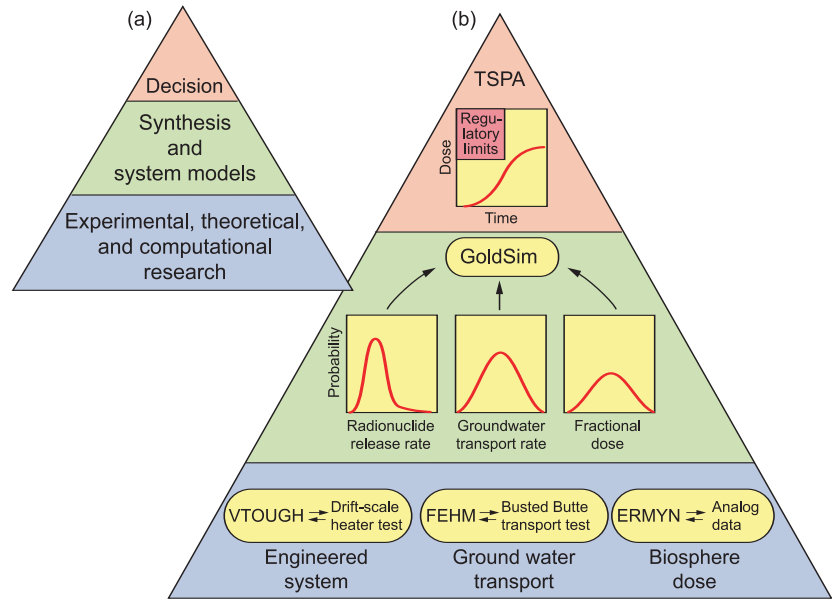 (a)
Decision
Synthesis
and
system models
Experimental, theoretical,
and computational
research
(b)
TSPA
Regu-
latory
limits
Dose
Time
GoldSim
Probability
Radionuclide
release rate
Groundwater
transport rate
Fractional
dose
VTOUGH
Drift-scale
heater test
Engineered
system
FEHM
Busted Butte
transport test
Ground water
transport
ERMYN
Analog
data
Biosphere
dose